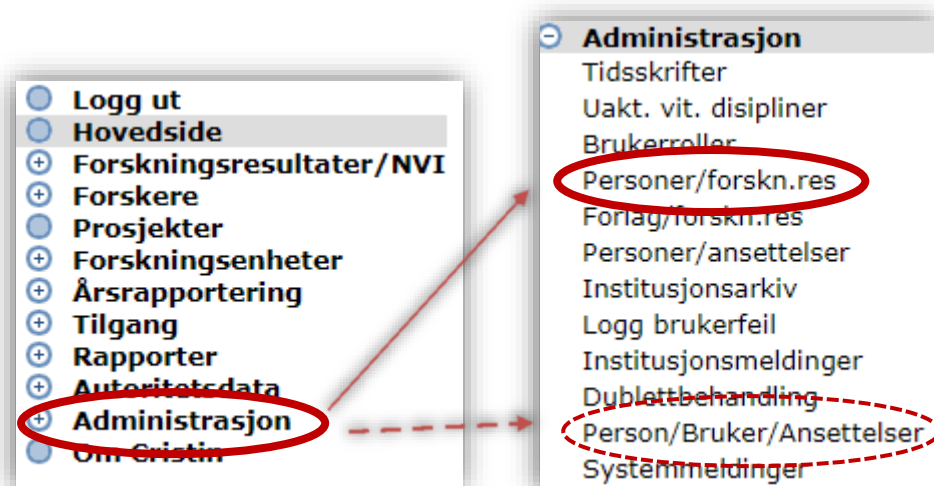 Logg ut
Hovedside
Forskningsresultater/NVI
Forskere
Prosjekter
Forskningsenheter
Årsrapportering
Tilgang
Rapporter
Autoritetsdata
Administrasjon
Om Cristin
Administrasjon
Tidsskrifter
Uakt. vit. disipliner
Brukerroller
Personer/forskn.res
Forlag/forskn.res
Personer/ansettelser
Institusjonsarkiv
Logg brukerfeil
Institusjonsmeldinger
Dublettbehandling
Person/Bruker/Ansettelser
Systemmeldinger